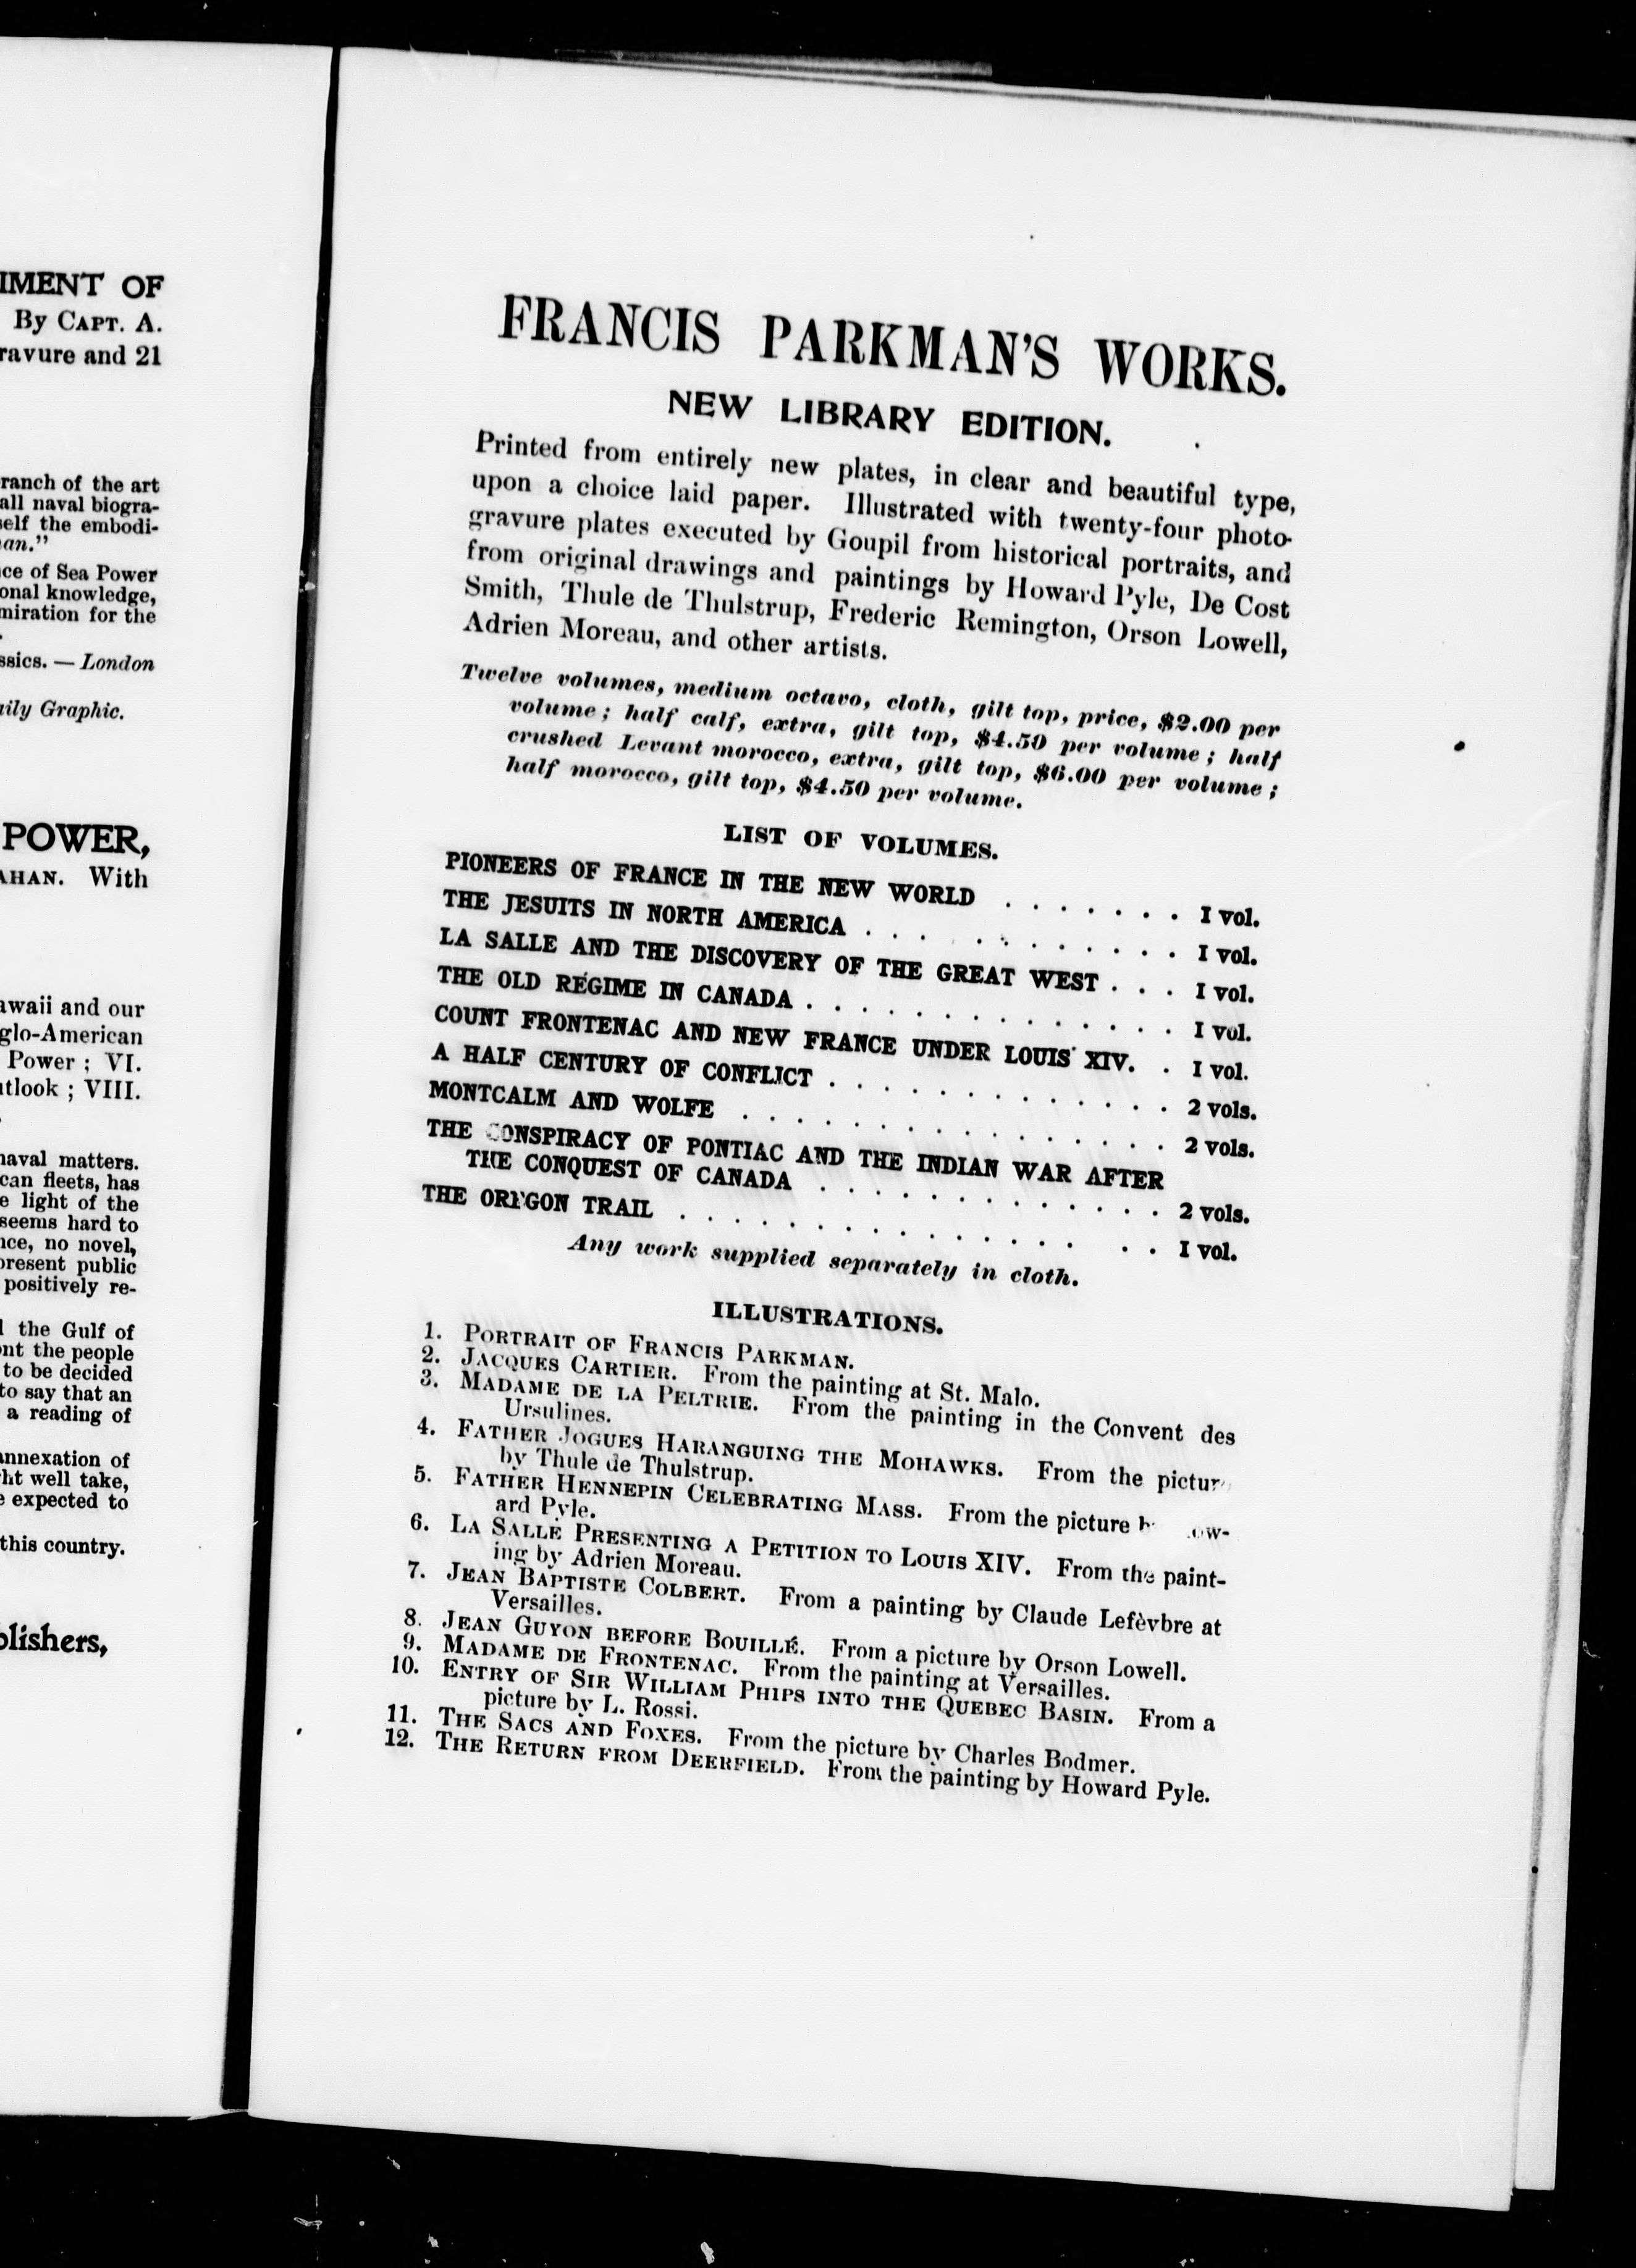 IMENT OF
By CAPT. A.
ravure and 21
ranch of the art
all naval biogra-
self the embodi-
an."
ce of Sea Power
onal knowledge,
miration for the
ssics. — London
ily Graphic.
POWER,
AHAN. With
awaii and our
glo-American
Power ; VI.
tlook ; VIII.
naval matters.
can fleets, has
e light of the
seems hard to
nce, no novel,
present public
positively re-
l the Gulf of
nt the people
to be decided
to say that an
a reading of
annexation of
ht well take,
e expected to
this country.
blishers,
FRANCIS PARKMAN'S WORKS.
NEW LIBRARY EDITION.
Printed from entirely new plates, in clear and beautiful type,
upon a choice laid paper. Illustrated with twenty-four photo-
gravure plates executed by Goupil from historical portraits, and
from original drawings and paintings by Howard Pyle, De Cost
Smith, Thule de Thulstrup, Frederic Remington, Orson Lowell,
Adrien Moreau, and other artists.
Twelve volumes, medium octavo, cloth, gilt top, price, $2.00 per
volume; half calf, extra, gilt top, $4.50 per volume; half
crushed Levant morocco, extra, gilt top, $6.00 per volume;
half morocco, gilt top, $4.50 per volume.
LIST OF VOLUMES.
PIONEERS OF FRANCE IN THE NEW WORLD . . . . . . . I vol.
THE JESUITS IN NORTH AMERICA . . . . . . . . . . . I vol.
LA SALLE AND THE DISCOVERY OF THE GREAT WEST . . . I vol.
THE OLD RÉGIME IN CANADA . . . . . . . . . . . . . . I vol.
COUNT FRONTENAC AND NEW FRANCE UNDER LOUIS XIV. . I vol.
A HALF CENTURY OF CONFLICT . . . . . . . . . . . . . 2 vols.
MONTCALM AND WOLFE . . . . . . . . . . . . . . . . 2 vols.
THE CONSPIRACY OF PONTIAC AND THE INDIAN WAR AFTER
THE CONQUEST OF CANADA . . . . . . . . . . . . . 2 vols.
THE OREGON TRAIL . . . . . . . . . . . . . . . . . I vol.
Any work supplied separately in cloth.
ILLUSTRATIONS.
1. PORTRAIT OF FRANCIS PARKMAN.
2. JACQUES CARTIER. From the painting at St. Malo.
3. MADAME DE LA PELTRIE. From the painting in the Convent des
Ursulines.
4. FATHER JOGUES HARANGUING THE MOHAWKS. From the pictur
by Thule de Thulstrup.
5. FATHER HENNEPIN CELEBRATING MASS. From the picture ow-
ard Pyle.
6. LA SALLE PRESENTING A PETITION TO LOUIS XIV. From the paint-
ing by Adrien Moreau.
7. JEAN BAPTISTE COLBERT. From a painting by Claude Lefèvbre at
Versailles.
8. JEAN GUYON BEFORE BOUILLÉ. From a picture by Orson Lowell.
9. MADAME DE FRONTENAC. From the painting at Versailles.
10. ENTRY OF SIR WILLIAM PHIPS INTO THE QUEBEC BASIN. From a
picture by L. Rossi.
11. THE SACS AND FOXES. From the picture by Charles Bodmer.
12. THE RETURN FROM DEERFIELD. From the painting by Howard Pyle.